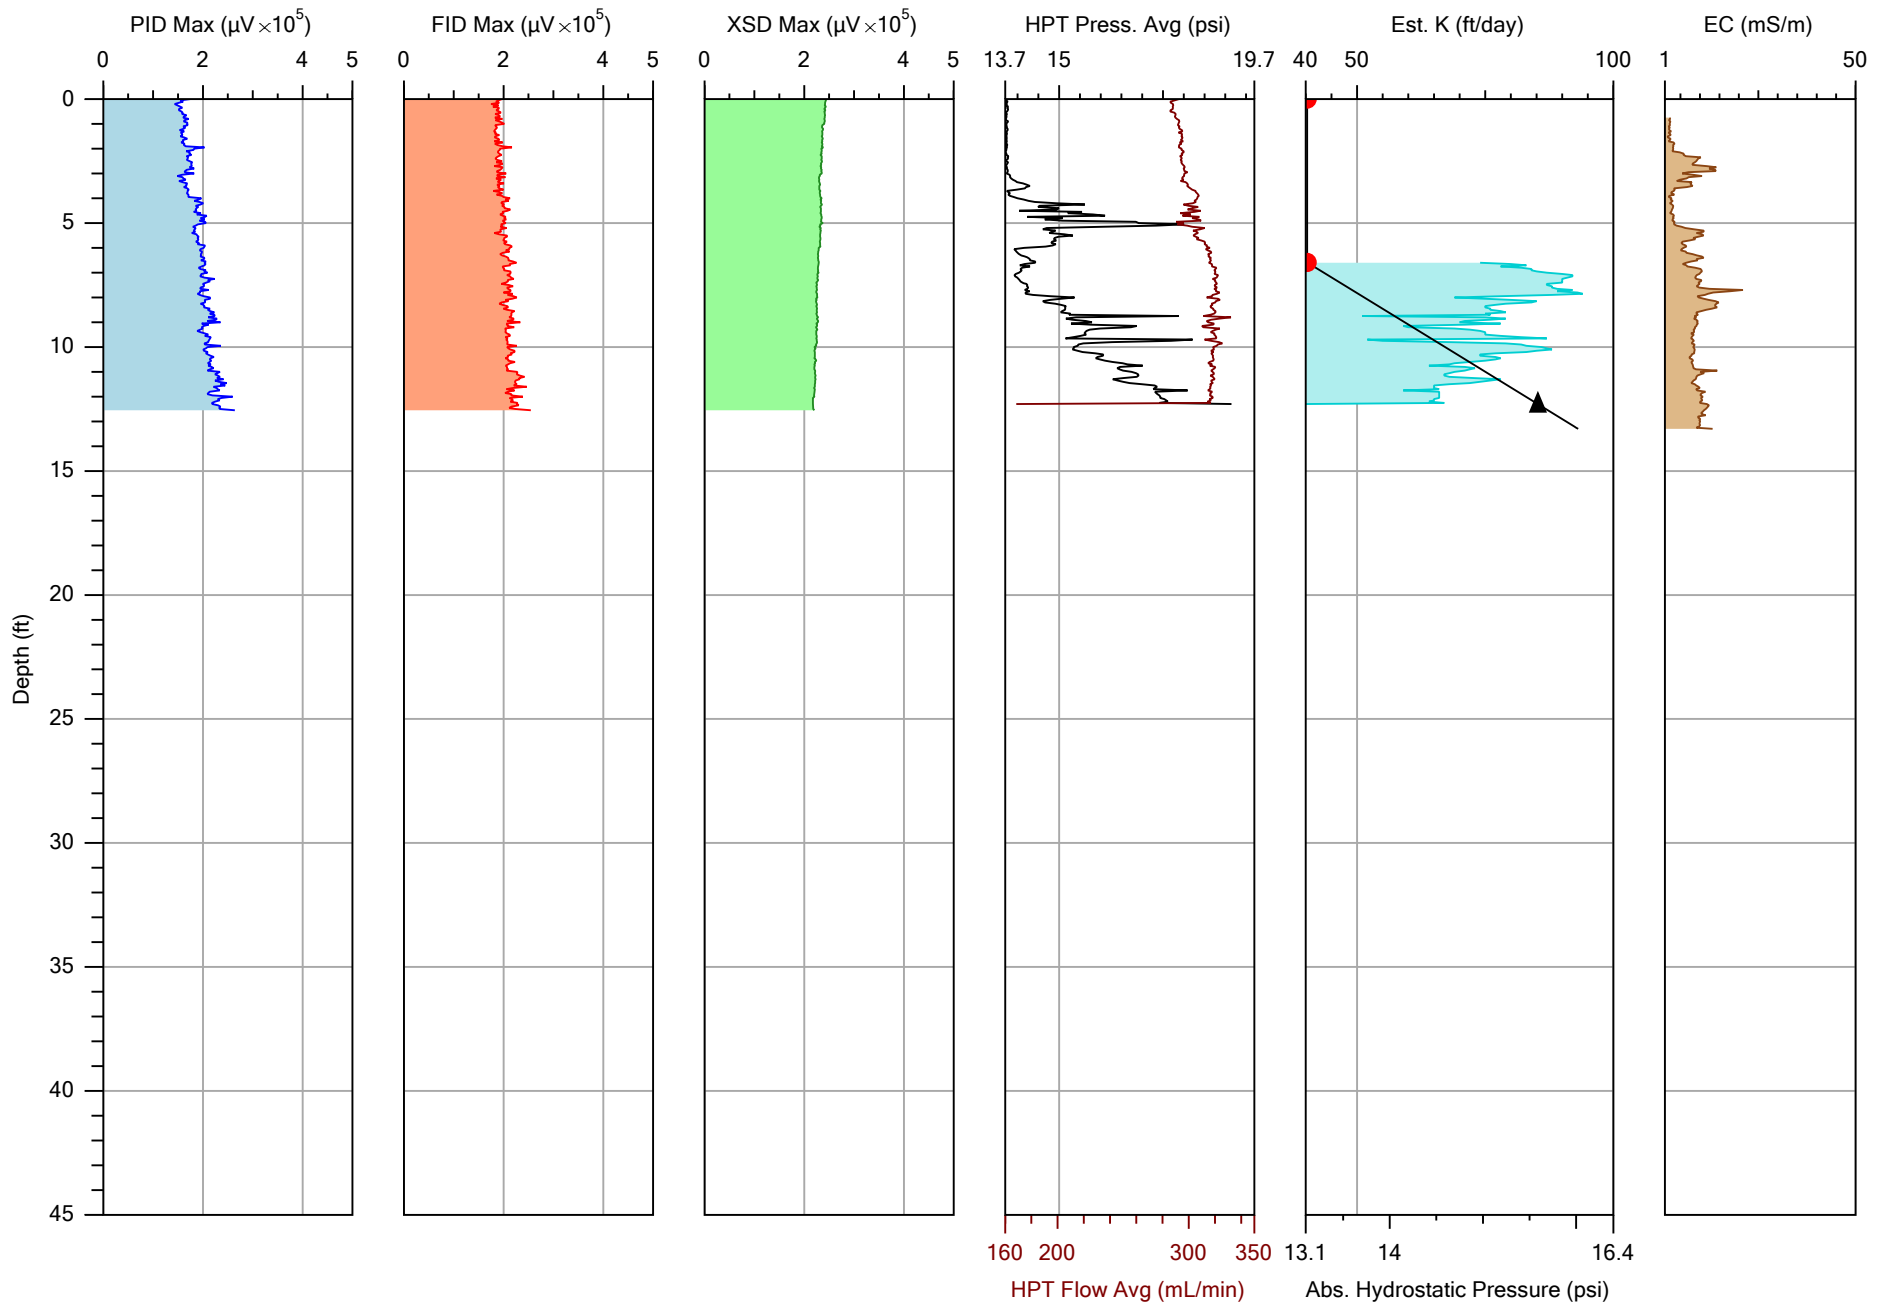 PID Max (µV×10⁵) FID Max (µV×10⁵) XSD Max (µV×10⁵) HPT Press. Avg (psi) Est. K (ft/day) EC (mS/m)
0 2 4 5 0 2 4 5 0 2 4 5 13.7 15 19.7 40 50 100 1 50
0
5
10
15
20
Depth (ft)
25
30
35
40
45
160 200 300 350 13.1 14 16.4
HPT Flow Avg (mL/min) Abs. Hydrostatic Pressure (psi)